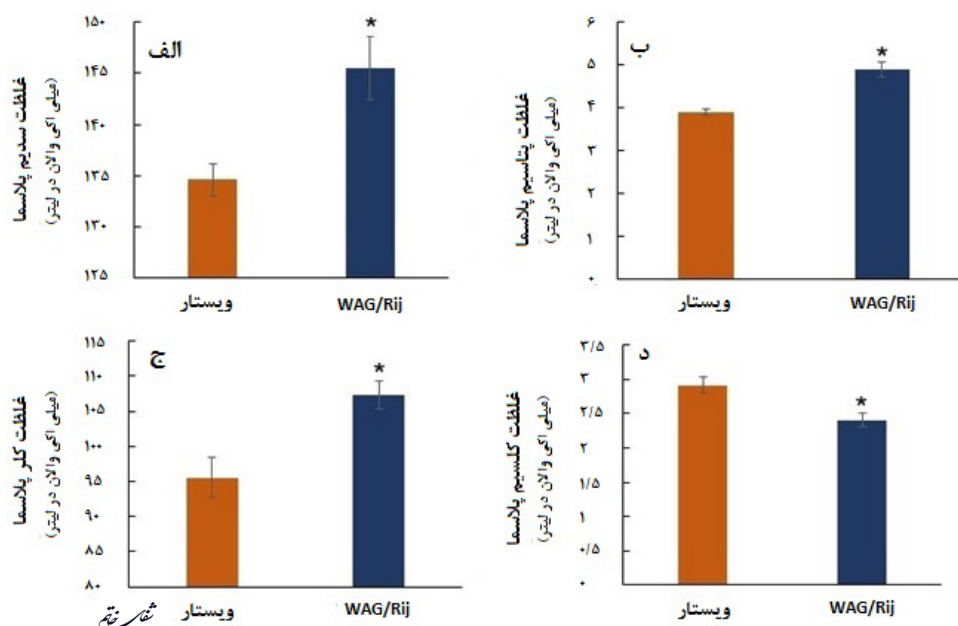 الف
غلظت سدیم پلاسما
(میلی اکی والان در لیتر)
۱۵۰
۱۴۵
۱۴۰
۱۳۵
۱۳۰
۱۲۵
*
ویستار
WAG/Rij
ب
غلظت پتاسیم پلاسما
(میلی اکی والان در لیتر)
۶
۵
۴
۳
۲
۱
۰
*
ویستار
WAG/Rij
ج
غلظت کلر پلاسما
(میلی اکی والان در لیتر)
۱۱۵
۱۱۰
۱۰۵
۱۰۰
۹۵
۹۰
۸۵
۸۰
*
ویستار
WAG/Rij
د
غلظت کلسیم پلاسما
(میلی اکی والان در لیتر)
۳/۵
۳
۲/۵
۲
۱/۵
۱
۰/۵
۰
*
ویستار
WAG/Rij
شفای خاتم